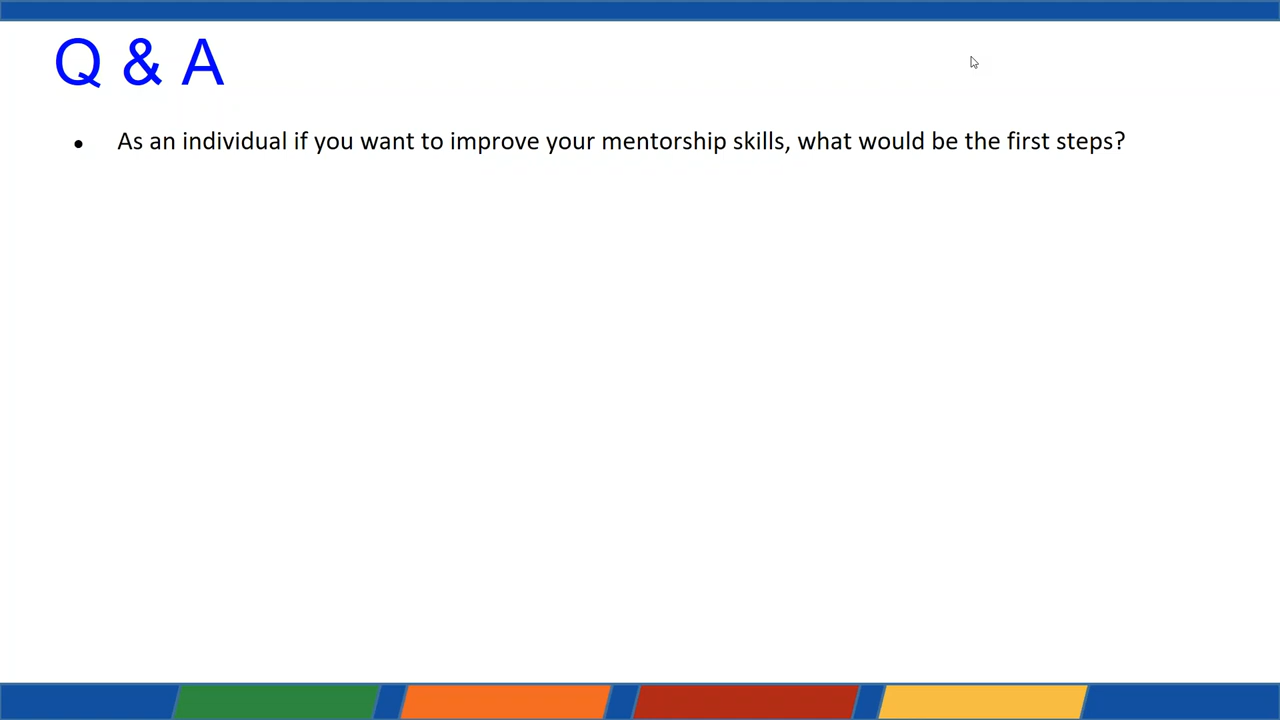 Q & A
• As an individual if you want to improve your mentorship skills, what would be the first steps?